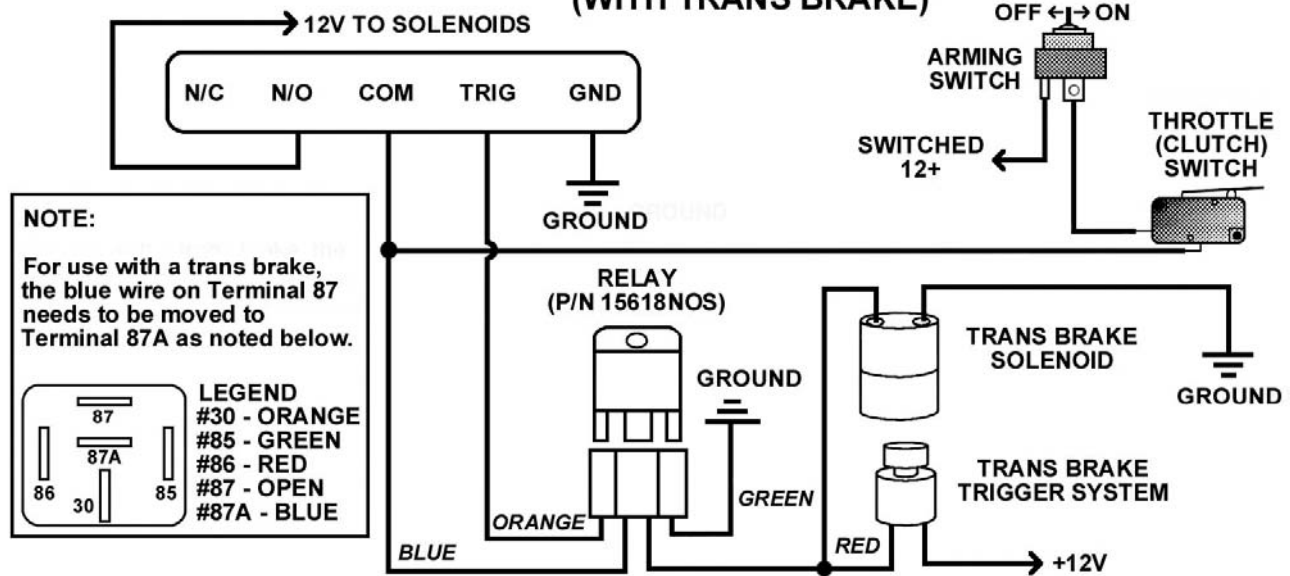 (WITH TRANS BRAKE)
12V TO SOLENOIDS
OFF ON
ARMING
SWITCH
N/C N/O COM TRIG GND
THROTTLE
(CLUTCH)
SWITCH
SWITCHED
12+
GROUND
NOTE:
For use with a trans brake,
the blue wire on Terminal 87
needs to be moved to
Terminal 87A as noted below.
RELAY
(P/N 15618NOS)
TRANS BRAKE
SOLENOID
GROUND
GROUND
LEGEND
#30 - ORANGE
#85 - GREEN
#86 - RED
#87 - OPEN
#87A - BLUE
87
87A
86
30
85
TRANS BRAKE
TRIGGER SYSTEM
GREEN
ORANGE
BLUE
RED
+12V